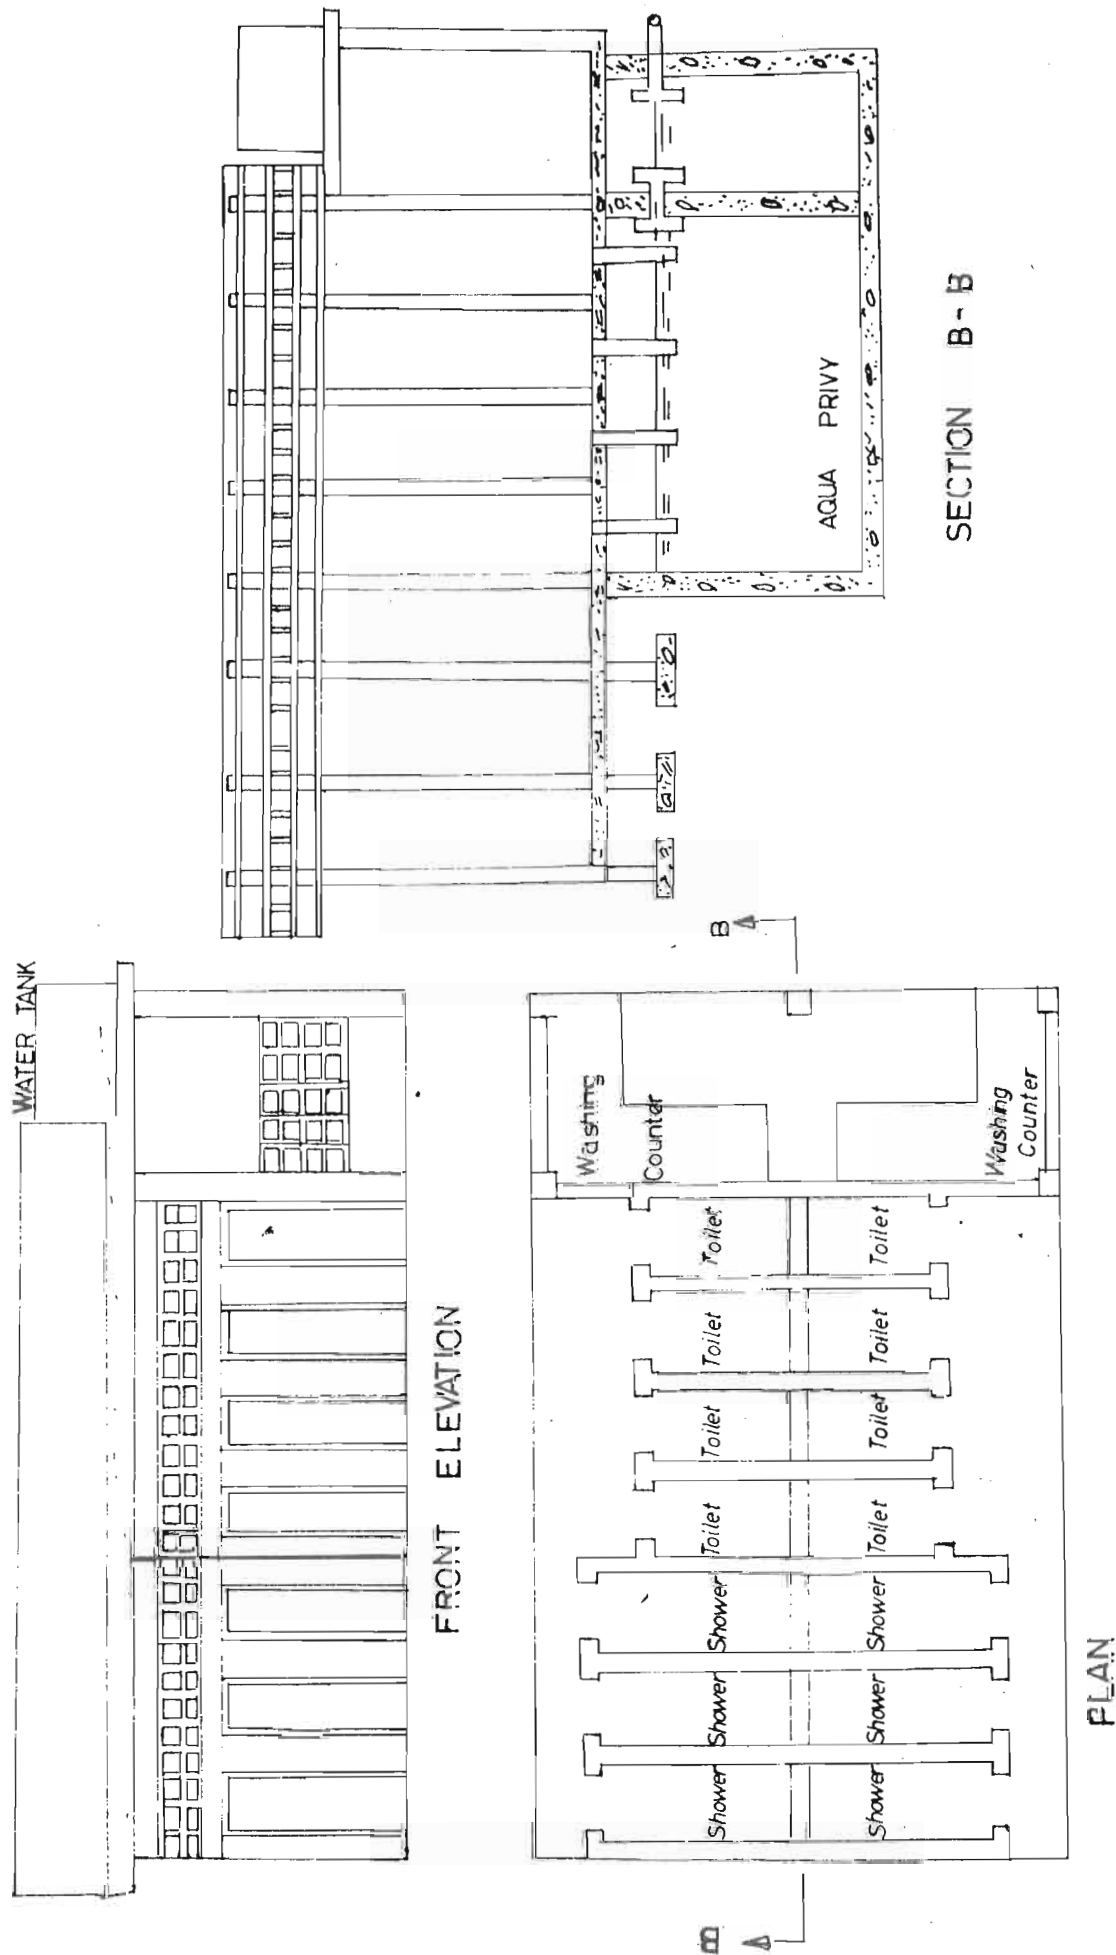 WATER TANK
FRONT ELEVATION
AQUA PRIVY
SECTION B-B
B
B
Shower
Shower
Shower
Toilet
Toilet
Toilet
Toilet
Washing
Counter
Shower
Shower
Shower
Toilet
Toilet
Toilet
Toilet
Washing
Counter
PLAN